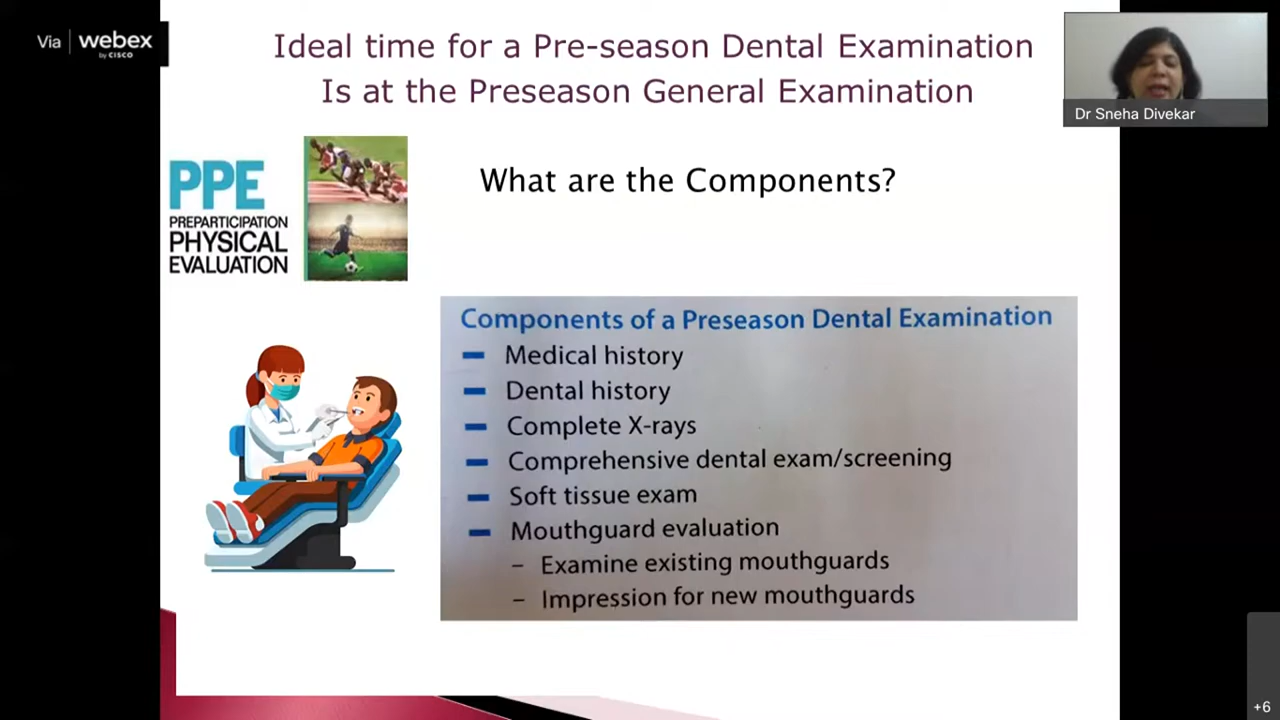 Via webex
by CISCO
Ideal time for a Pre-season Dental Examination
Is at the Preseason General Examination
Dr Sneha Divekar
PPE
PREPARTICIPATION
PHYSICAL
EVALUATION
What are the Components?
Components of a Preseason Dental Examination
Medical history
Dental history
Complete X-rays
Comprehensive dental exam/screening
Soft tissue exam
Mouthguard evaluation
– Examine existing mouthguards
– Impression for new mouthguards
+6